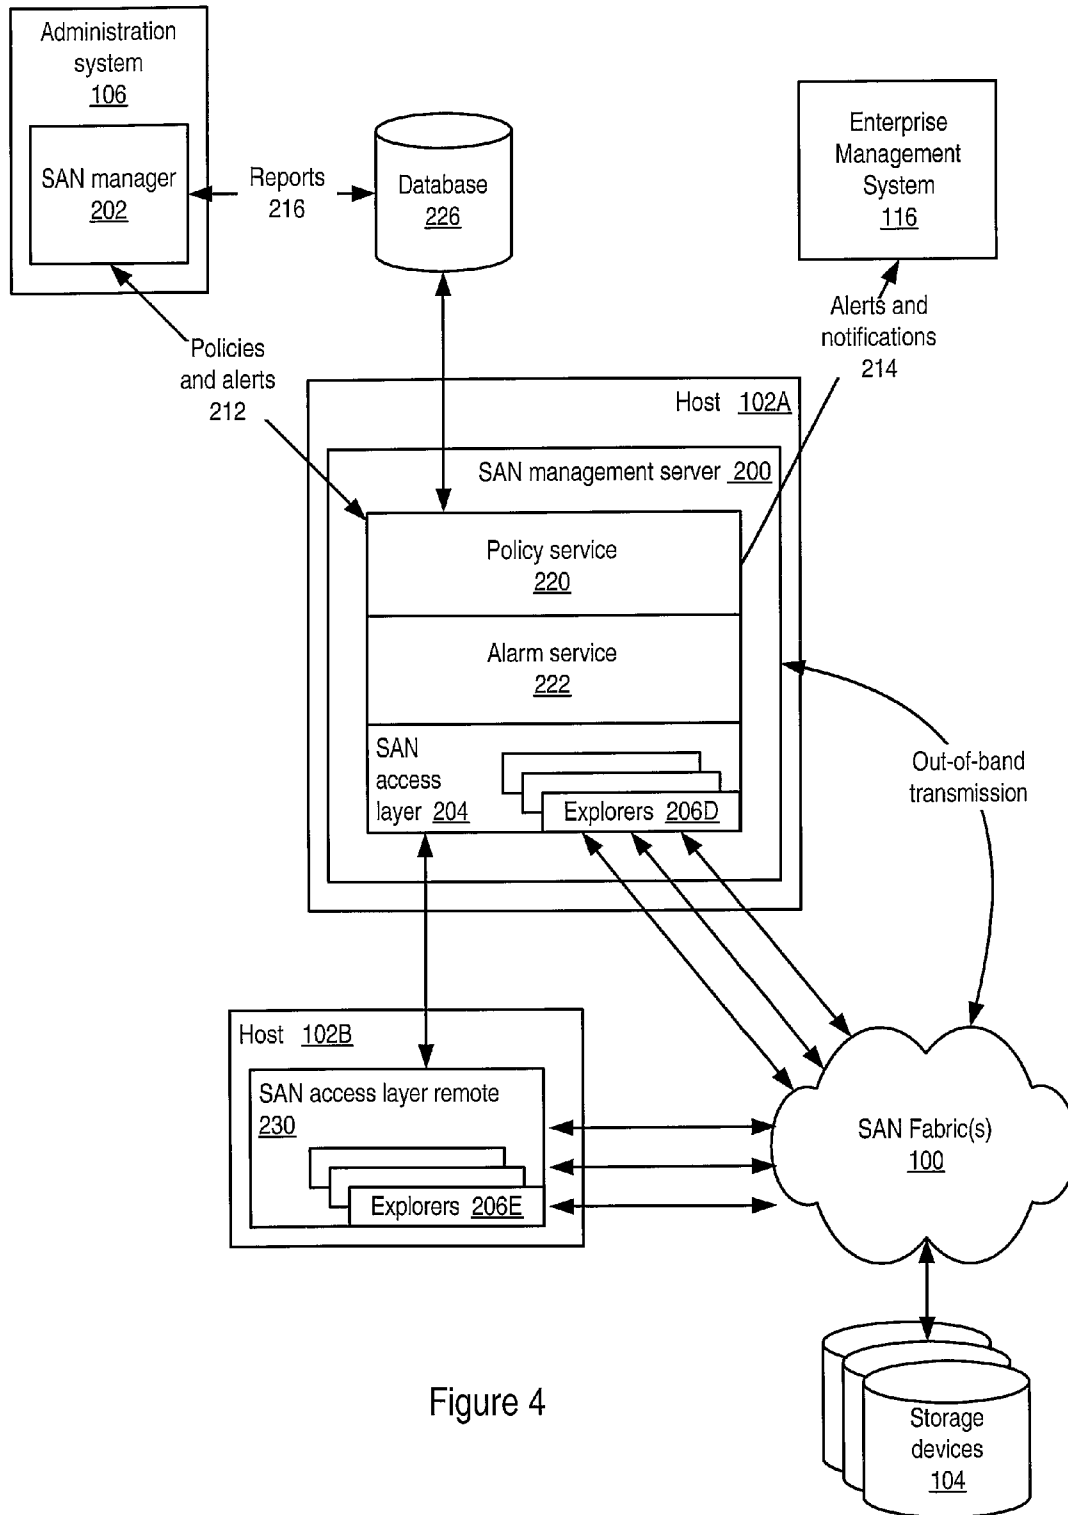 Administration
system
106
SAN manager
202
Reports
216
Database
226
Enterprise
Management
System
116
Policies
and alerts
212
Alerts and
notifications
214
Host 102A
SAN management server 200
Policy service
220
Alarm service
222
SAN
access
layer 204
Explorers 206D
Out-of-band
transmission
Host 102B
SAN access layer remote
230
Explorers 206E
SAN Fabric(s)
100
Storage
devices
104
Figure 4